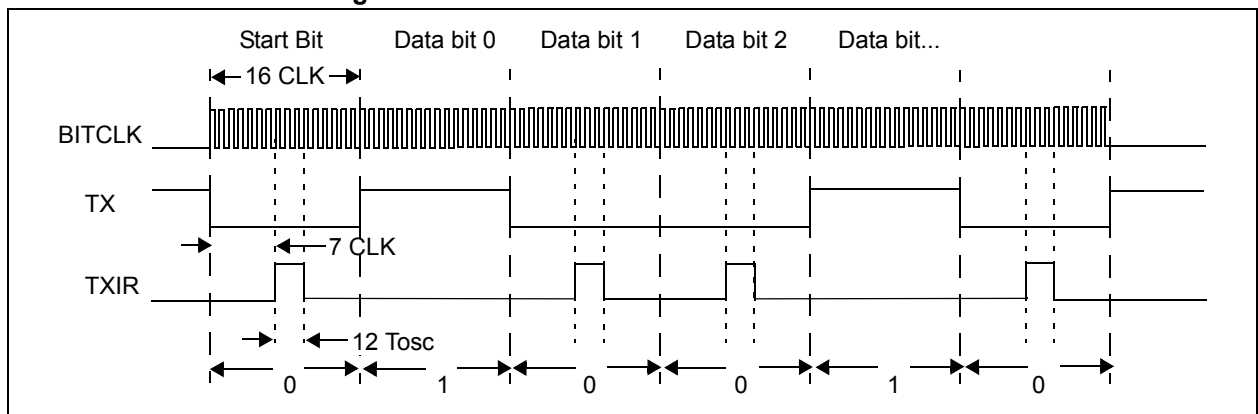 Start Bit Data bit 0 Data bit 1 Data bit 2 Data bit...
16 CLK
BITCLK
TX
7 CLK
TXIR
12 Tosc
0 1 0 0 1 0